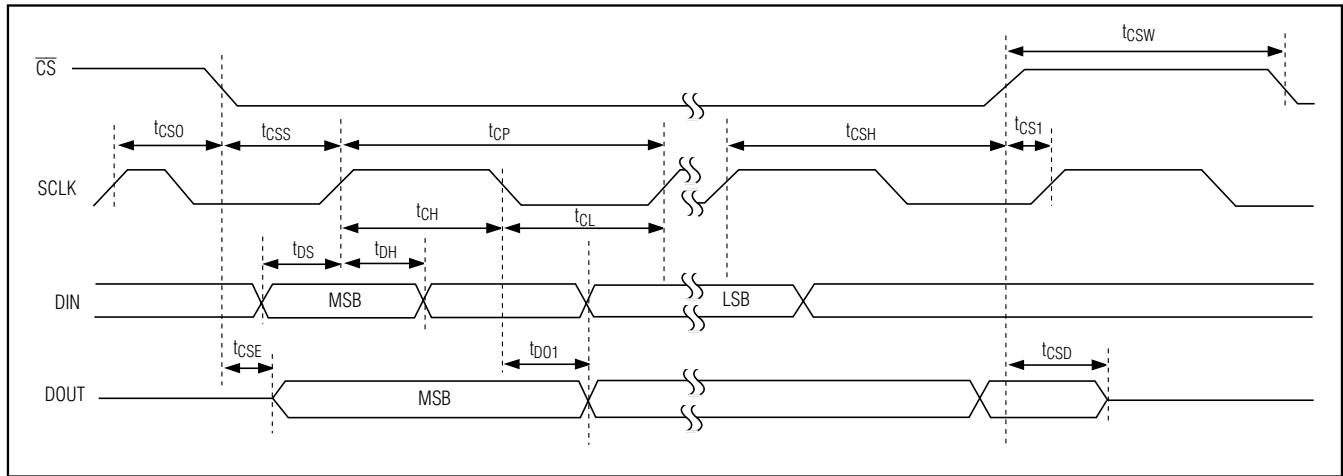 tCSW
CS
tCSO tCSS tCP tCSH tCS1
SCLK
tCH tCL
tDS tDH
DIN MSB LSB
tCSE tDO1 tCSD
DOUT MSB